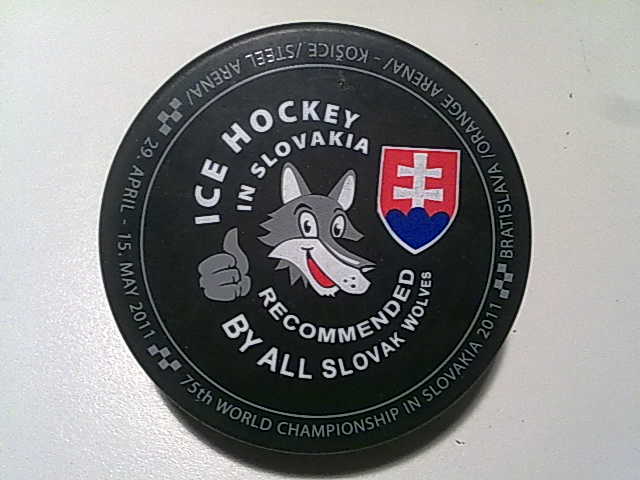 ICE HOCKEY
IN SLOVAKIA
RECOMMENDED
BY ALL SLOVAK WOLVES
75th WORLD CHAMPIONSHIP IN SLOVAKIA 2011
BRATISLAVA /ORANGE ARENA/ - KOŠICE /STEEL ARENA/
29. APRIL - 15. MAY 2011